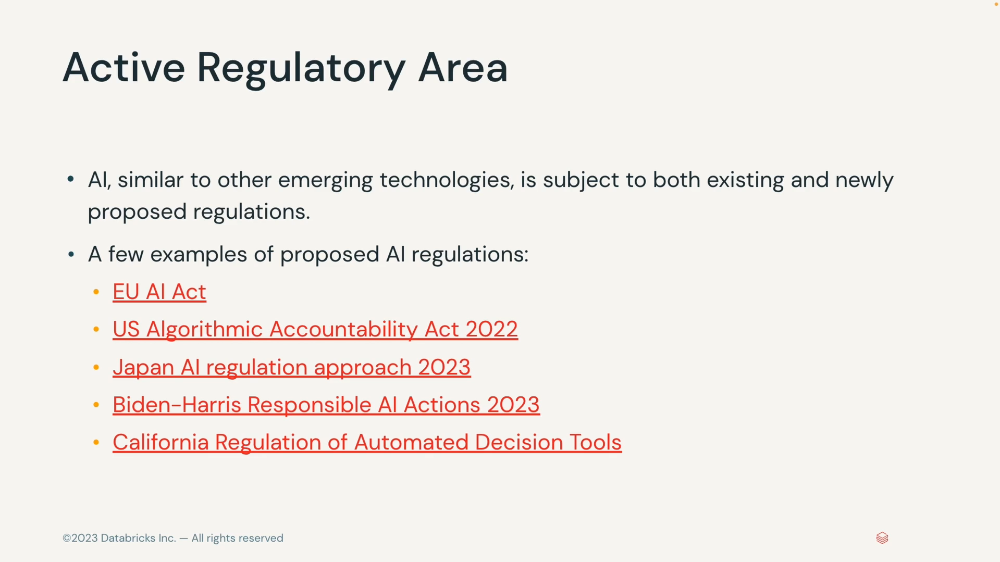 Active Regulatory Area
• AI, similar to other emerging technologies, is subject to both existing and newly
proposed regulations.
• A few examples of proposed AI regulations:
• EU AI Act
• US Algorithmic Accountability Act 2022
• Japan AI regulation approach 2023
• Biden-Harris Responsible AI Actions 2023
• California Regulation of Automated Decision Tools
©2023 Databricks Inc. — All rights reserved